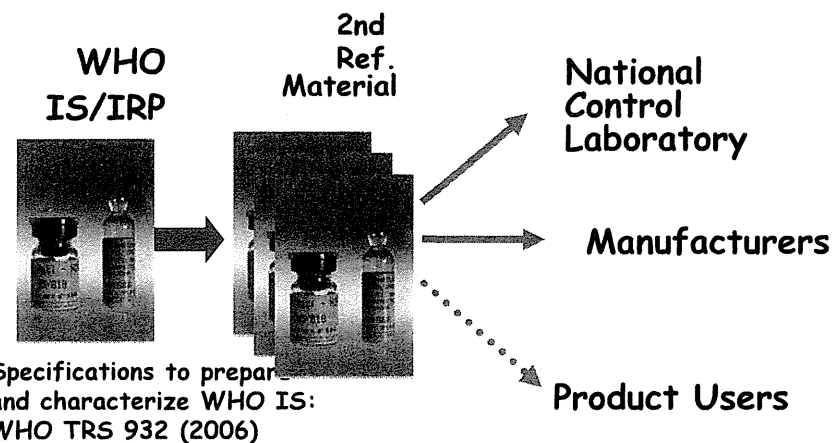 WHO
IS/IRP
2nd
Ref.
Material
National
Control
Laboratory
Manufacturers
Product Users
Specifications to prepare
and characterize WHO IS:
WHO TRS 932 (2006)